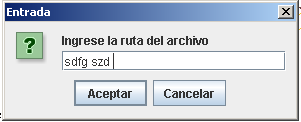 Entrada
Ingrese la ruta del archivo
sdfg szd
Aceptar
Cancelar